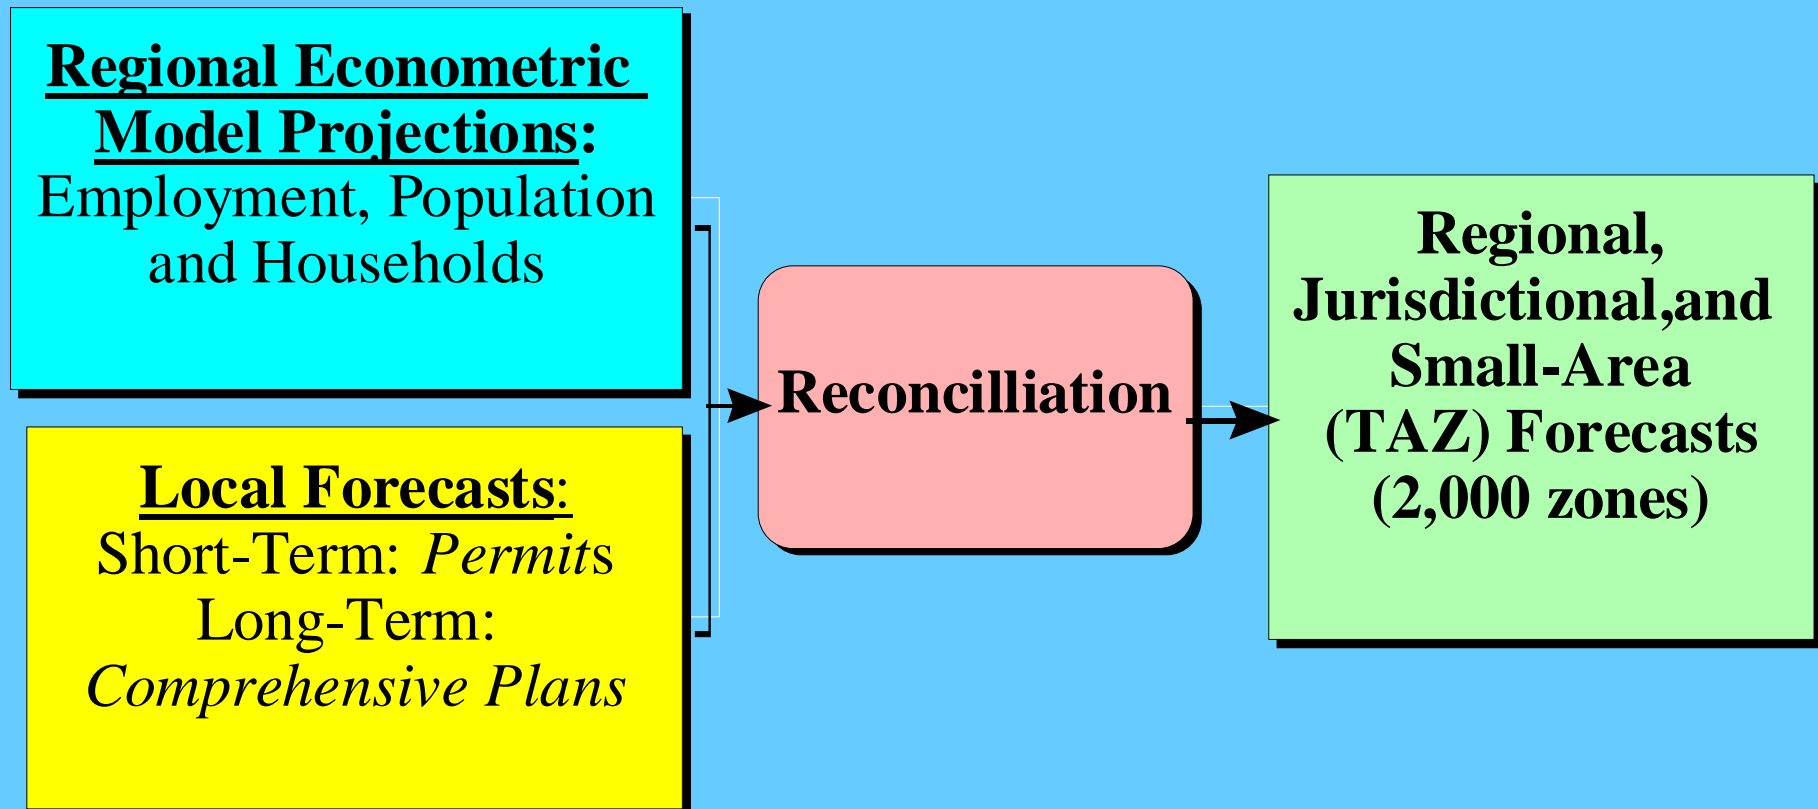 Regional Econometric
Model Projections:
Employment, Population
and Households
Local Forecasts:
Short-Term: Permits
Long-Term:
Comprehensive Plans
Reconcilliation
Regional,
Jurisdictional,and
Small-Area
(TAZ) Forecasts
(2,000 zones)